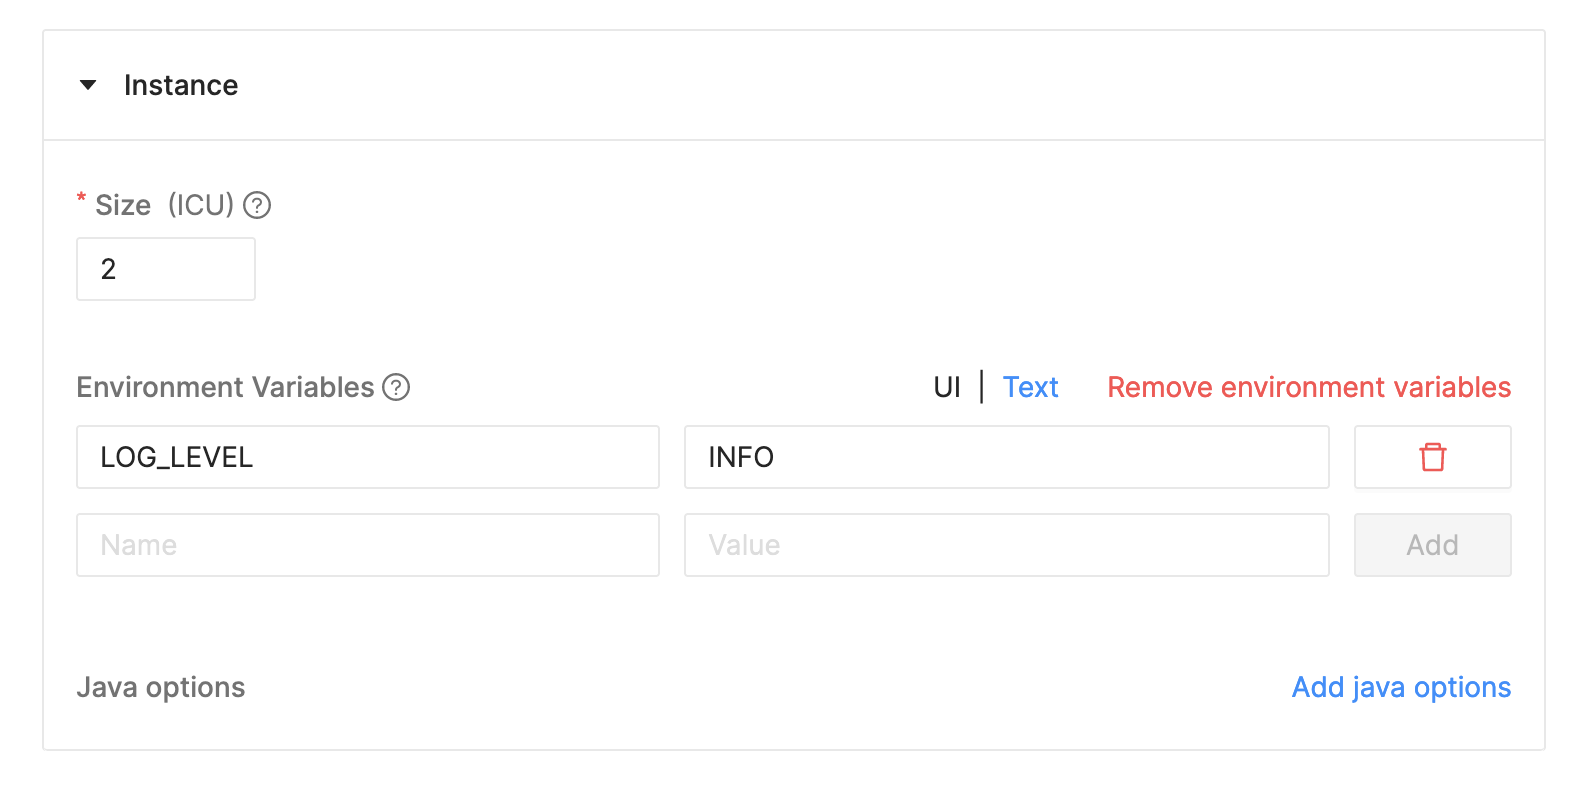 Instance
* Size (ICU) ?
2
Environment Variables ? UI | Text Remove environment variables
LOG_LEVEL INFO
Name Value Add
Java options Add java options